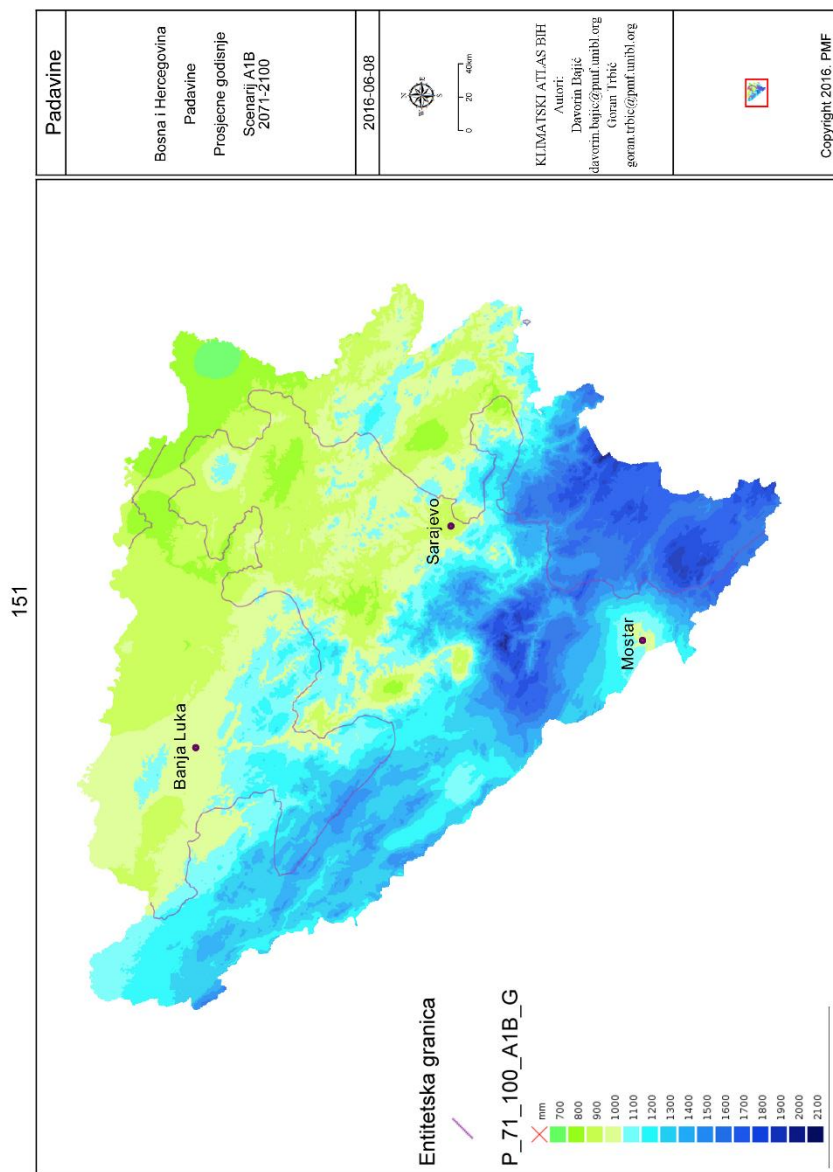 151
Padavine
Bosna i Hercegovina
Padavine
Prosjecne godisnje
Scenarij A1B
2071-2100
2016-06-08
N
W
E
S
0 20 40km
KLIMATSKI ATLAS BIH
Autori:
Davorin Bajić
davorin.bajic@pmf.unibl.org
Goran Trbić
goran.trbic@pmf.unibl.org
Copyright 2016. PMF
Banja Luka
Sarajevo
Mostar
Entitetska granica
P_71_100_A1B_G
mm
700
800
900
1000
1100
1200
1300
1400
1500
1600
1700
1800
1900
2000
2100